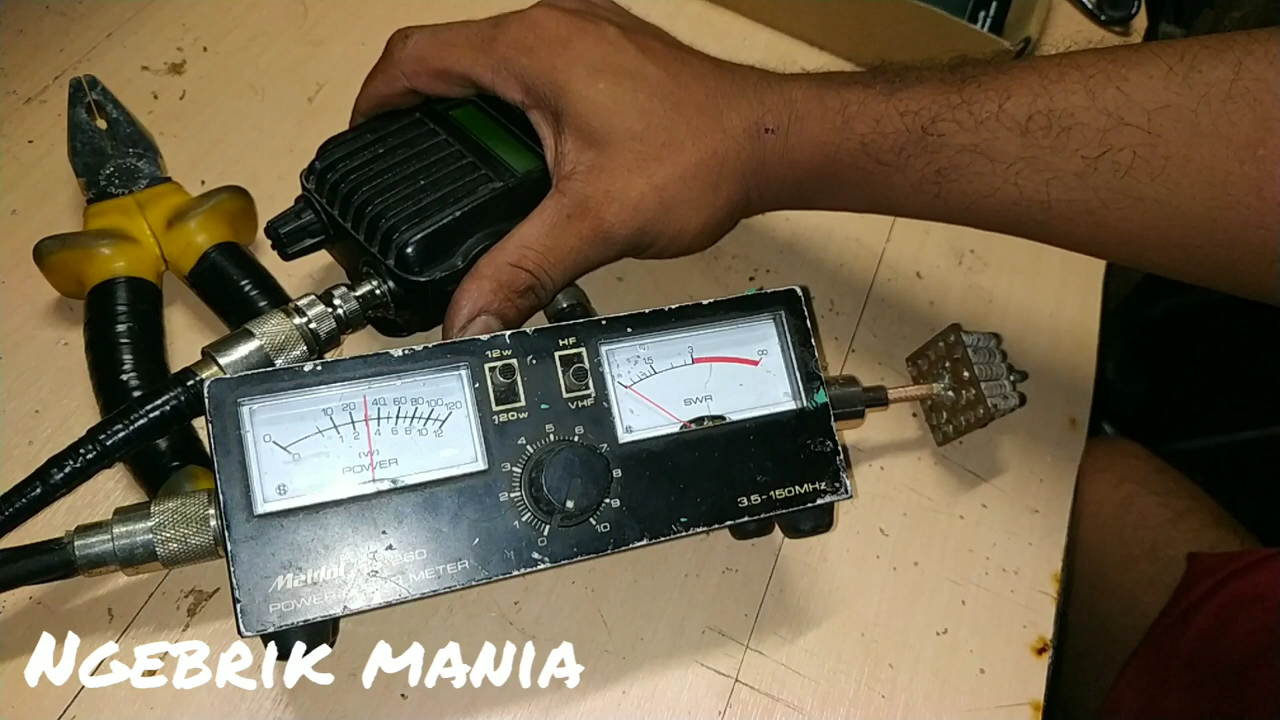 12W
120W
HF
VHF
0 10 20 40 60 80 100 120
0 1 2 4 6 8 10 12
(W)
POWER
1.5 3 ∞
SWR
0 1 2 3 4 5 6 7 8 9 10
3.5-150MHz
Maldol
POWER METER
NGEBRIK MANIA